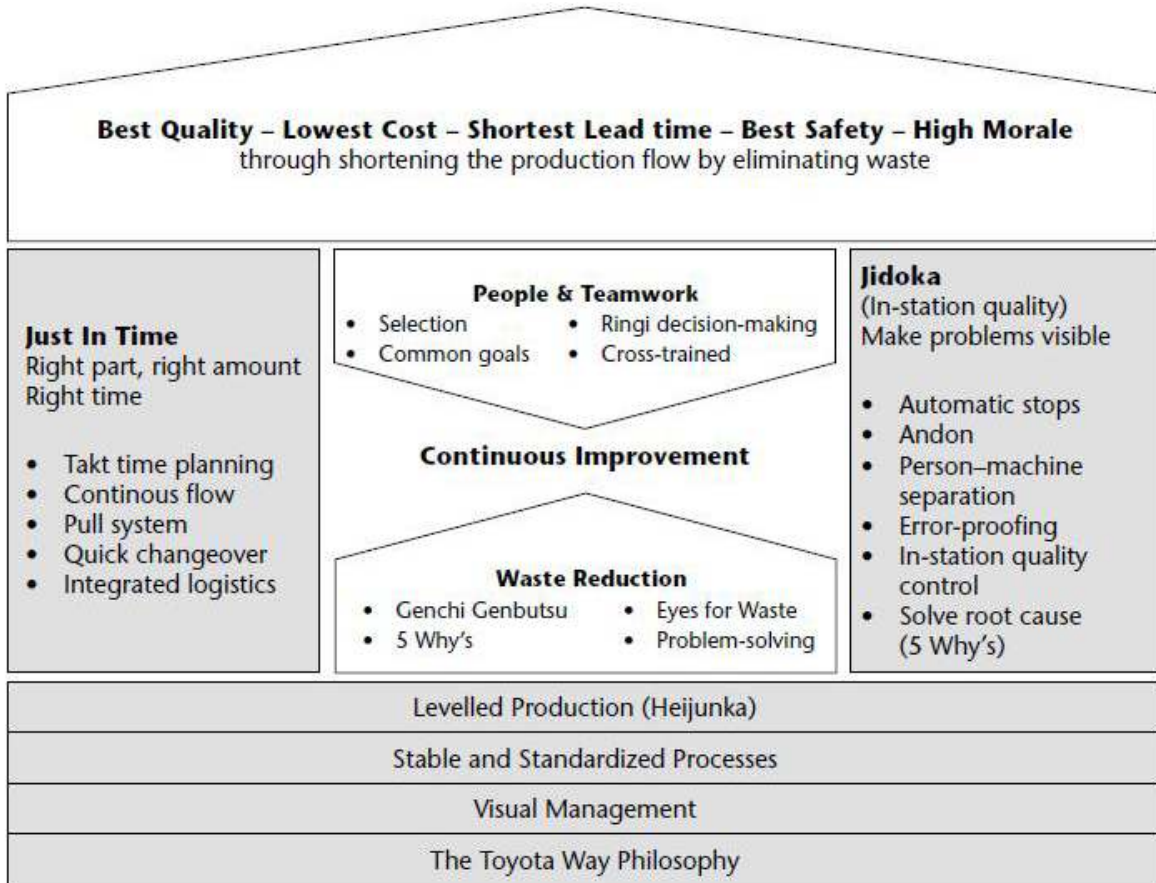 Best Quality – Lowest Cost – Shortest Lead time – Best Safety – High Morale
through shortening the production flow by eliminating waste
Just In Time
Right part, right amount
Right time
• Takt time planning
• Continous flow
• Pull system
• Quick changeover
• Integrated logistics
People & Teamwork
• Selection
• Common goals
• Ringi decision-making
• Cross-trained
Continuous Improvement
Waste Reduction
• Genchi Genbutsu
• 5 Why's
• Eyes for Waste
• Problem-solving
Jidoka
(In-station quality)
Make problems visible
• Automatic stops
• Andon
• Person–machine
separation
• Error-proofing
• In-station quality
control
• Solve root cause
(5 Why's)
Levelled Production (Heijunka)
Stable and Standardized Processes
Visual Management
The Toyota Way Philosophy